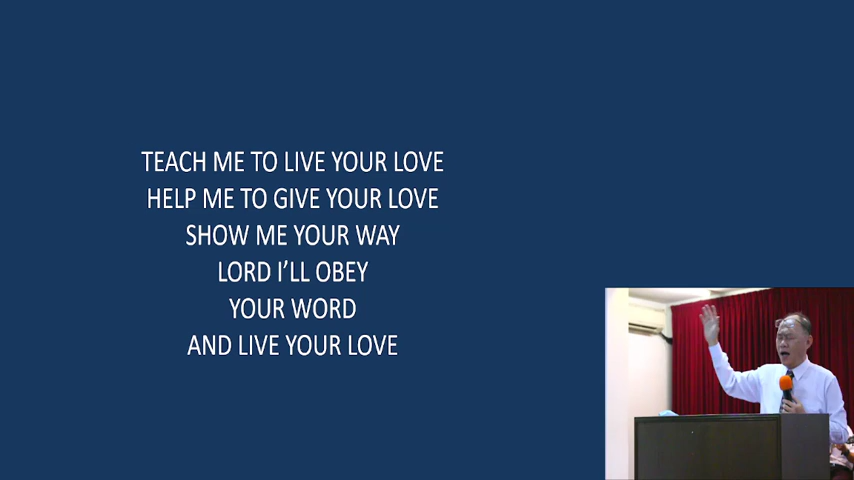 TEACH ME TO LIVE YOUR LOVE
HELP ME TO GIVE YOUR LOVE
SHOW ME YOUR WAY
LORD I’LL OBEY
YOUR WORD
AND LIVE YOUR LOVE